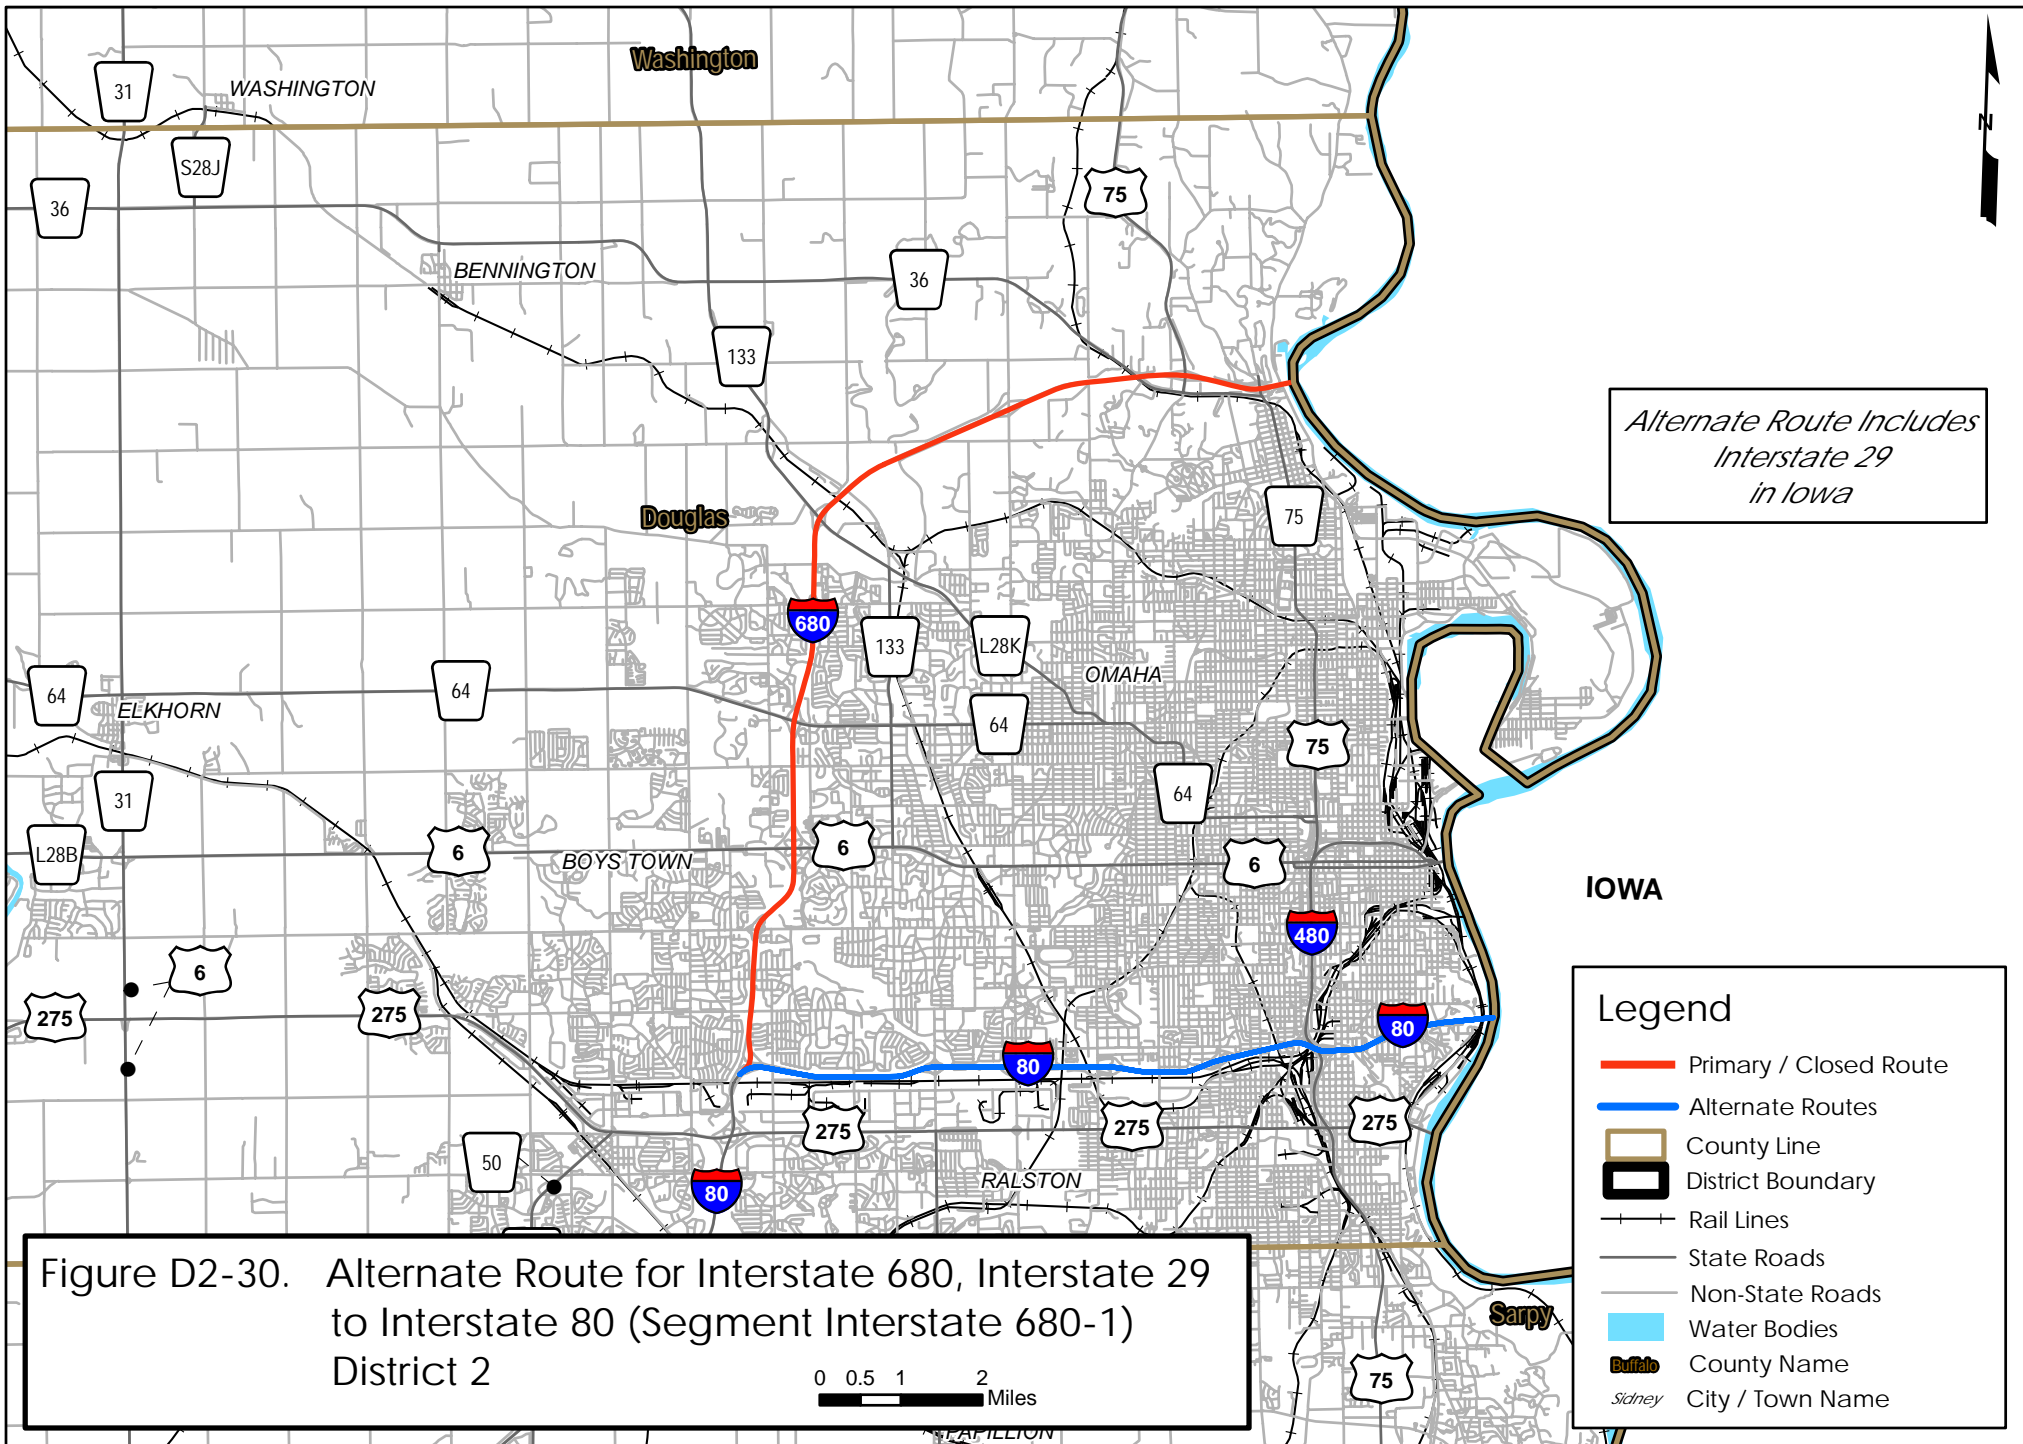 Washington
31
WASHINGTON
N
S28J
36
75
BENNINGTON
36
133
Alternate Route Includes
Interstate 29
in Iowa
Douglas
75
680
133
L28K
64
64
OMAHA
ELKHORN
64
75
31
64
L28B
6
BOYS TOWN
6
6
IOWA
480
6
275
275
80
80
275
275
275
50
RALSTON
80
Legend
Primary / Closed Route
Alternate Routes
County Line
District Boundary
Rail Lines
State Roads
Non-State Roads
Water Bodies
Buffalo County Name
Sidney City / Town Name
Figure D2-30. Alternate Route for Interstate 680, Interstate 29
to Interstate 80 (Segment Interstate 680-1)
District 2
0 0.5 1 2
Miles
Sarpy
75
PAPILLION